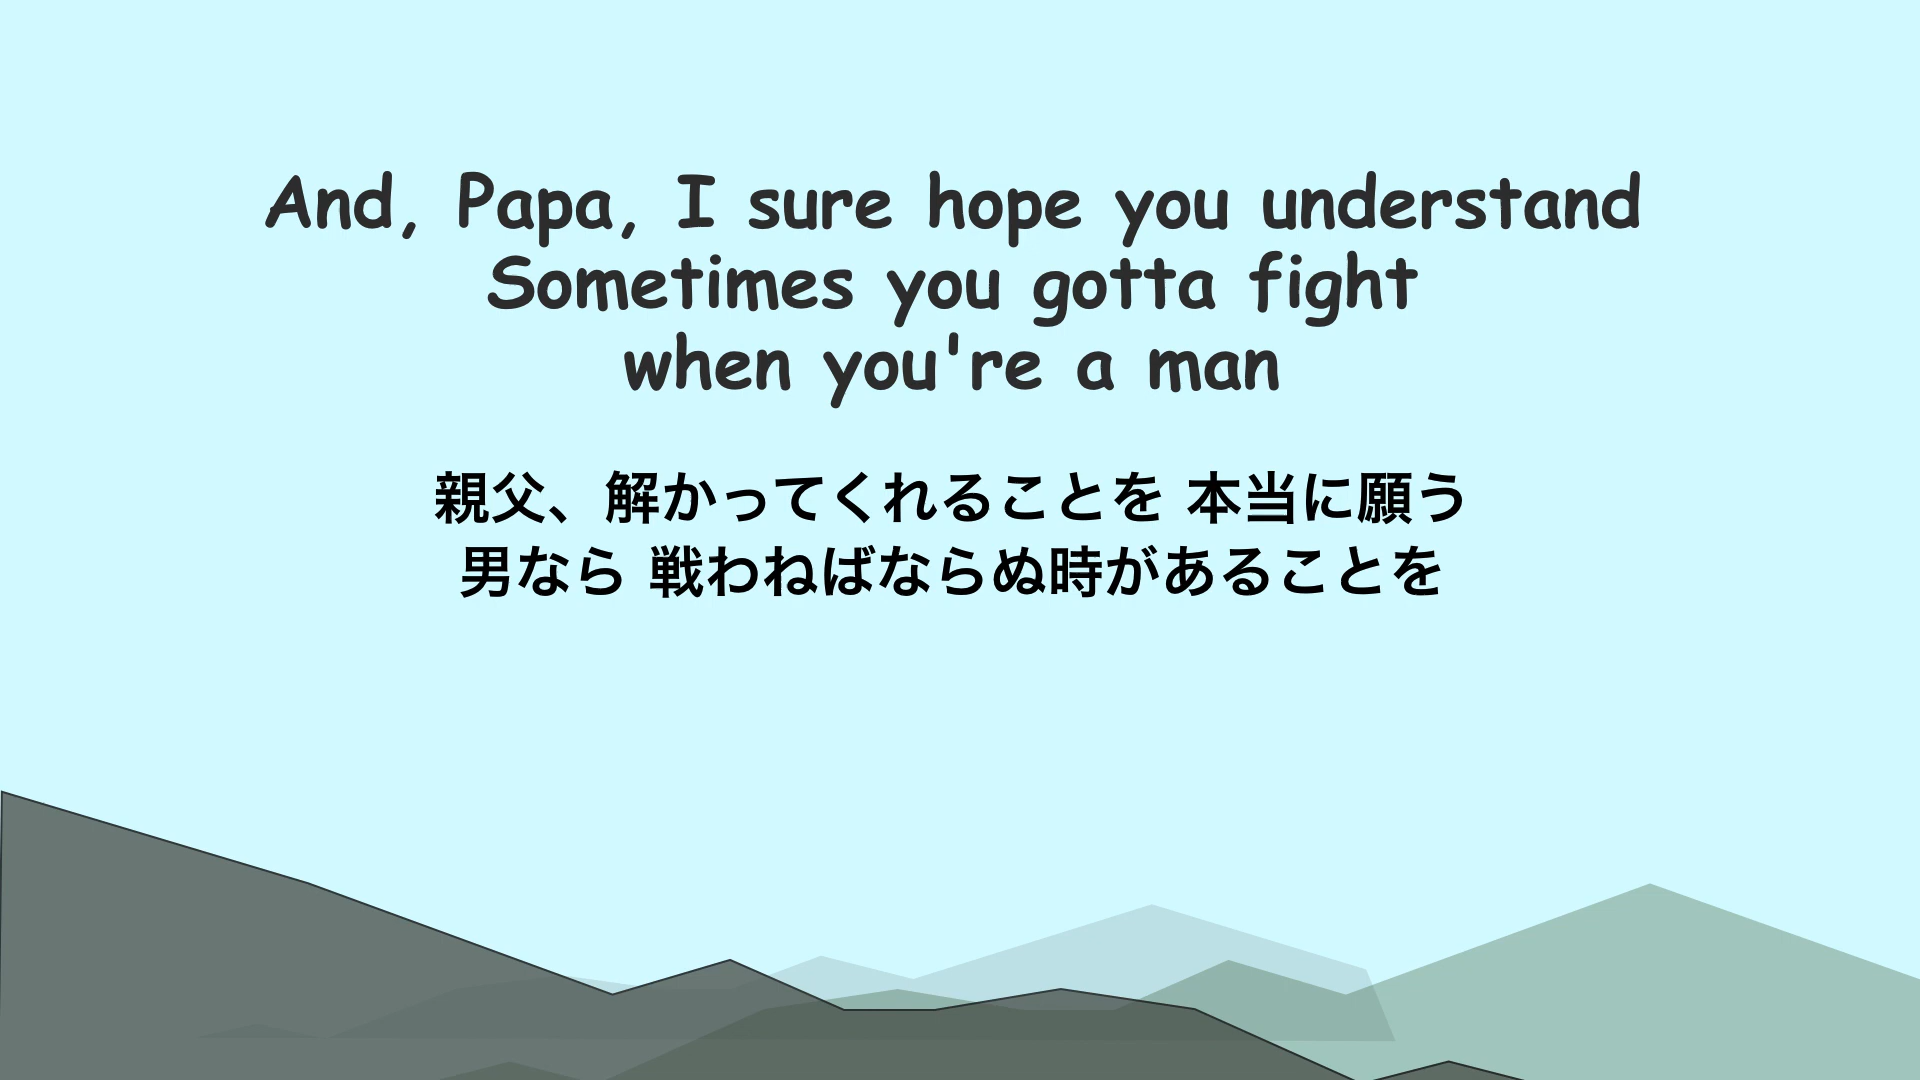 And, Papa, I sure hope you understand
Sometimes you gotta fight
when you're a man
親父、解かってくれることを 本当に願う
男なら 戦わねばならぬ時があることを